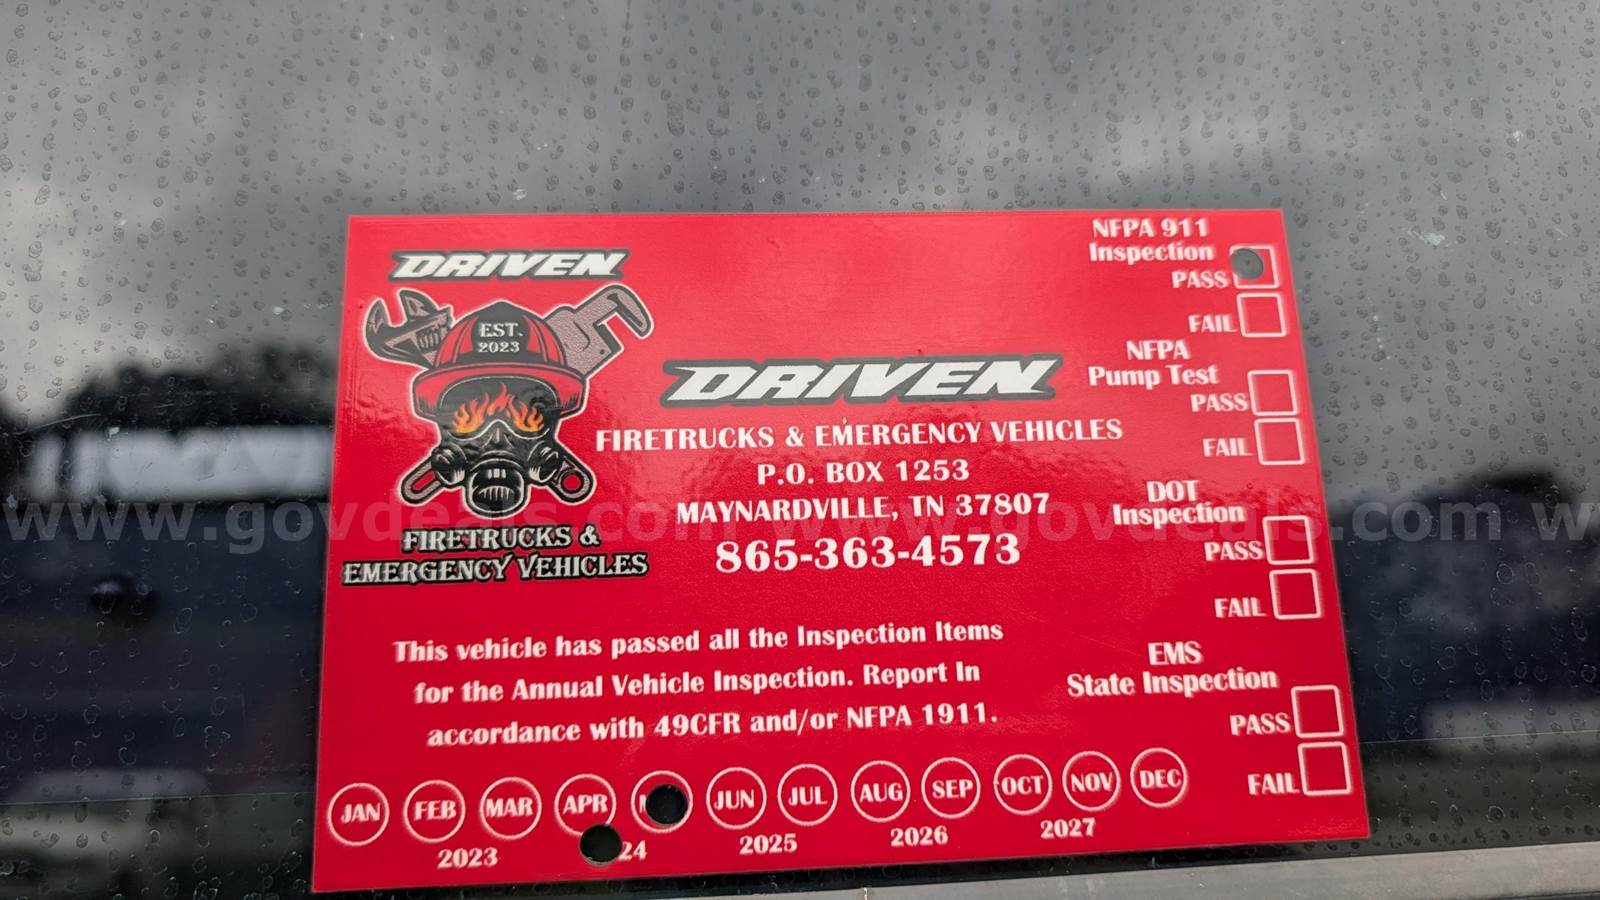 DRIVEN
EST.
2023
FIRETRUCKS &
EMERGENCY VEHICLES
DRIVEN
FIRETRUCKS & EMERGENCY VEHICLES
P.O. BOX 1253
MAYNARDVILLE, TN 37807
865-363-4573
This vehicle has passed all the Inspection Items
for the Annual Vehicle Inspection. Report In
accordance with 49CFR and/or NFPA 1911.
JAN FEB MAR APR JUN JUL AUG SEP OCT NOV DEC
2023 24 2025 2026 2027
NFPA 911
Inspection
PASS
FAIL
NFPA
Pump Test
PASS
FAIL
DOT
Inspection
PASS
FAIL
EMS
State Inspection
PASS
FAIL
www.govdeals.com www.govdeals.com w